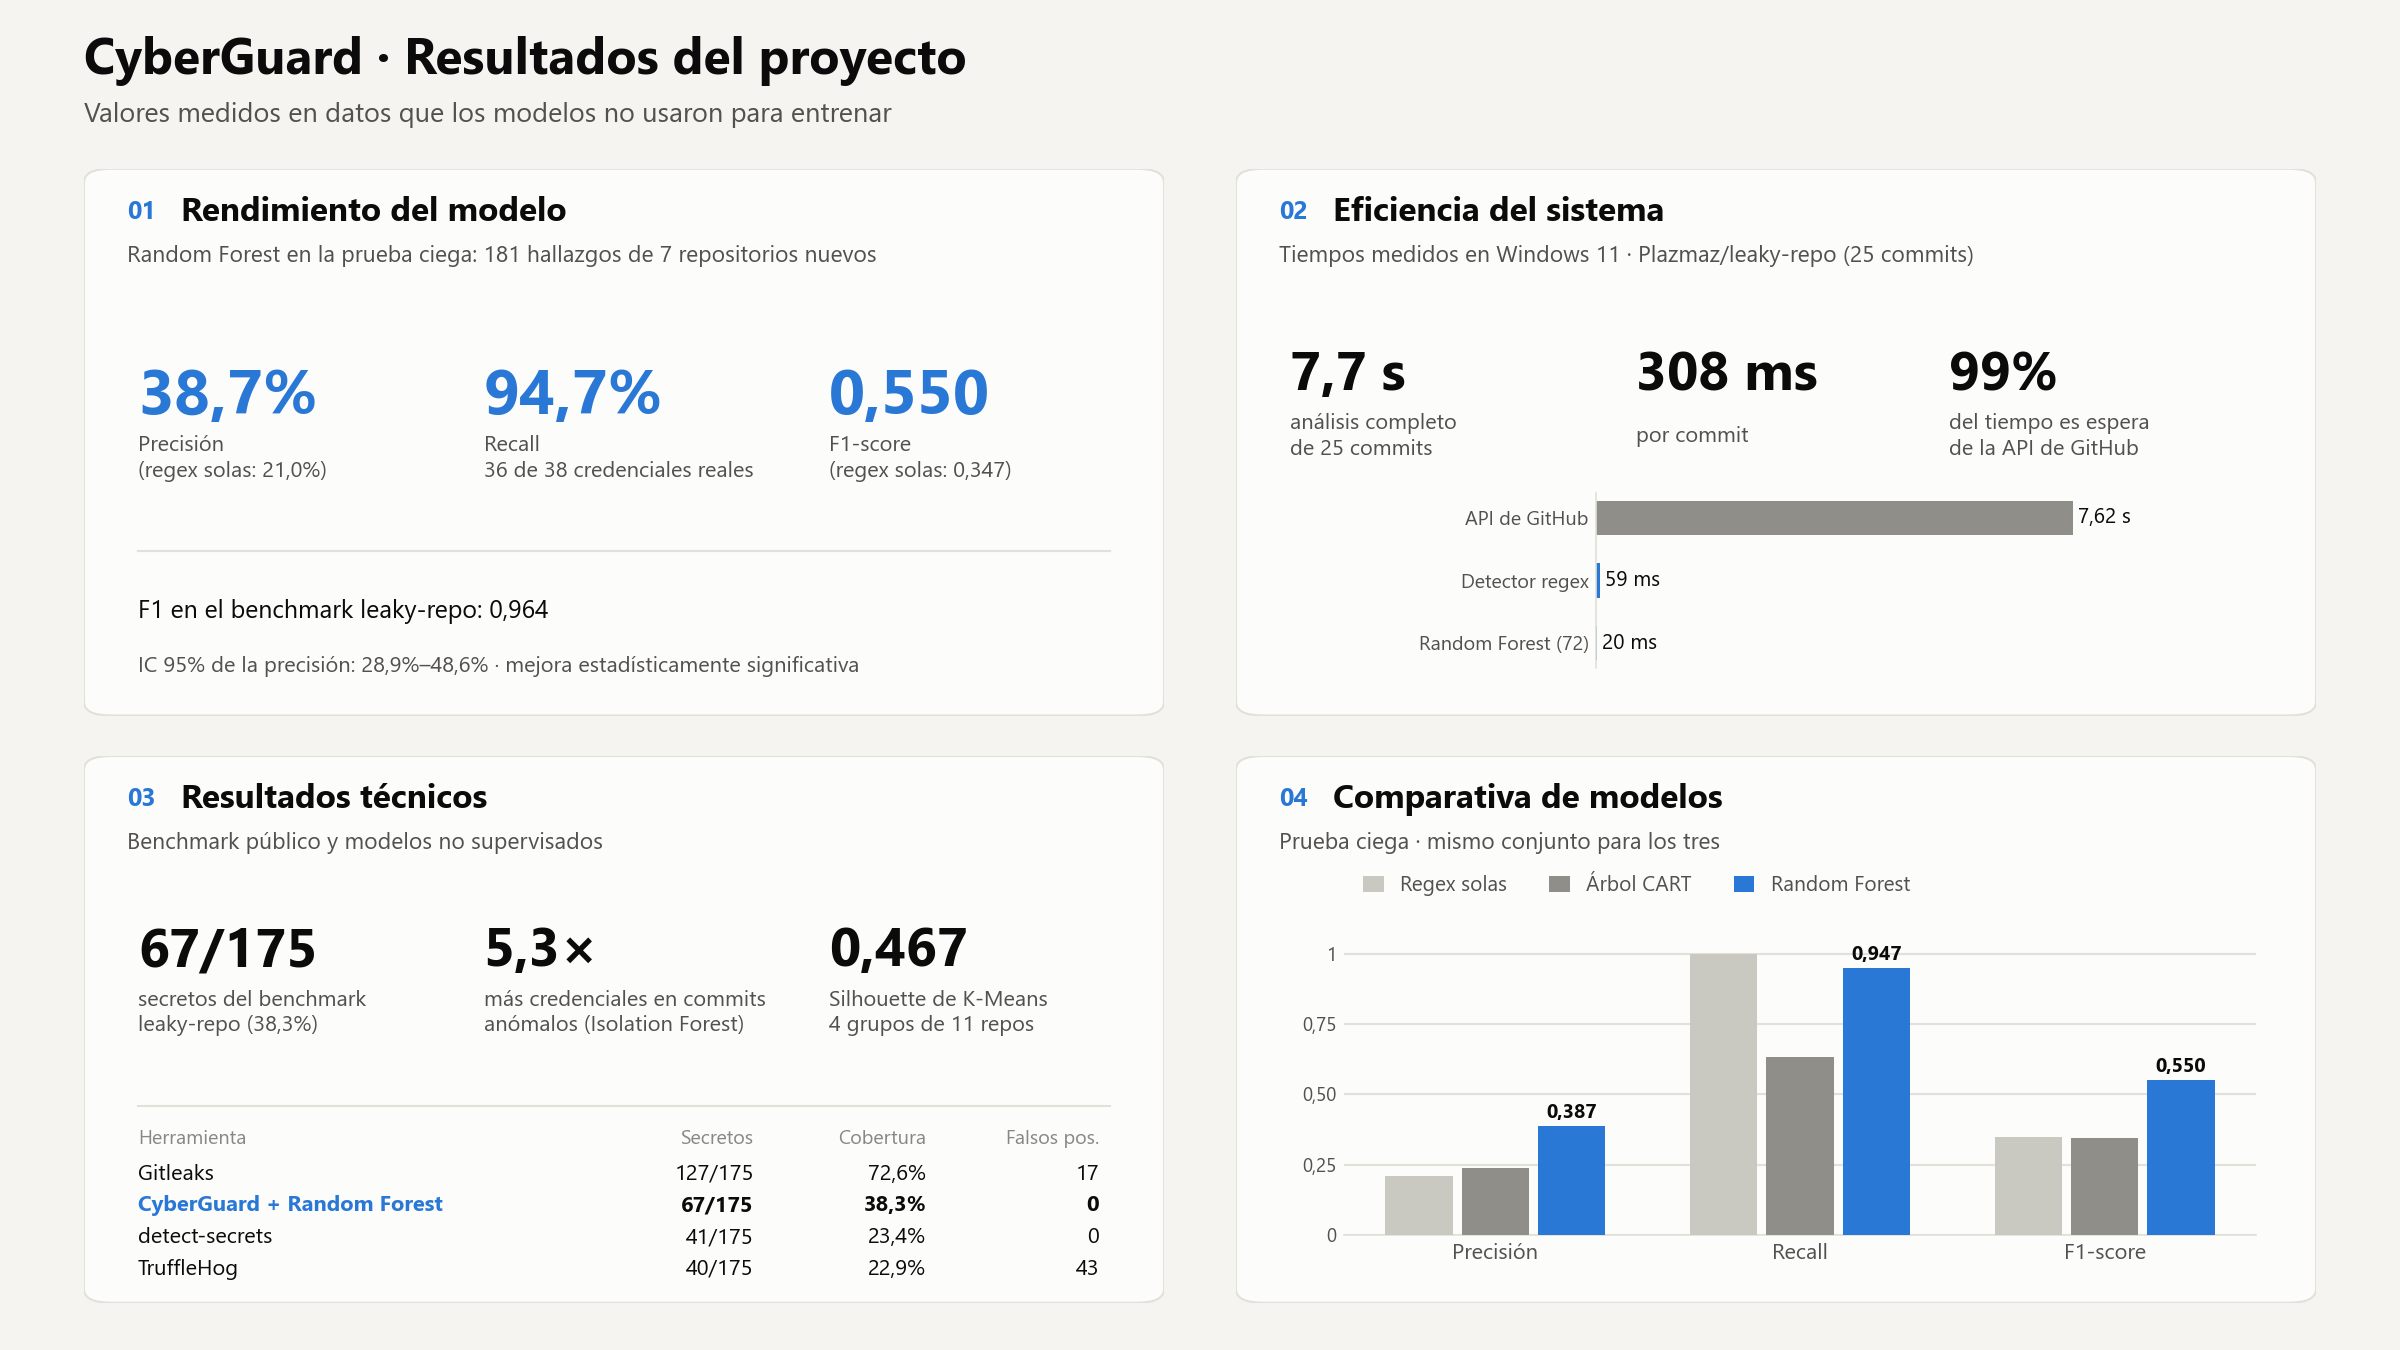 CyberGuard · Resultados del proyecto
Valores medidos en datos que los modelos no usaron para entrenar
01 Rendimiento del modelo
Random Forest en la prueba ciega: 181 hallazgos de 7 repositorios nuevos
38,7%
Precisión
(regex solas: 21,0%)
94,7%
Recall
36 de 38 credenciales reales
0,550
F1-score
(regex solas: 0,347)
F1 en el benchmark leaky-repo: 0,964
IC 95% de la precisión: 28,9%–48,6% · mejora estadísticamente significativa
02 Eficiencia del sistema
Tiempos medidos en Windows 11 · Plazmaz/leaky-repo (25 commits)
7,7 s
análisis completo
de 25 commits
308 ms
por commit
99%
del tiempo es espera
de la API de GitHub
API de GitHub 7,62 s
Detector regex 59 ms
Random Forest (72) 20 ms
03 Resultados técnicos
Benchmark público y modelos no supervisados
67/175
secretos del benchmark
leaky-repo (38,3%)
5,3×
más credenciales en commits
anómalos (Isolation Forest)
0,467
Silhouette de K-Means
4 grupos de 11 repos
Herramienta Secretos Cobertura Falsos pos.
Gitleaks 127/175 72,6% 17
CyberGuard + Random Forest 67/175 38,3% 0
detect-secrets 41/175 23,4% 0
TruffleHog 40/175 22,9% 43
04 Comparativa de modelos
Prueba ciega · mismo conjunto para los tres
Regex solas Árbol CART Random Forest
1
0,75
0,50
0,25
0
0,387
0,947
0,550
Precisión Recall F1-score